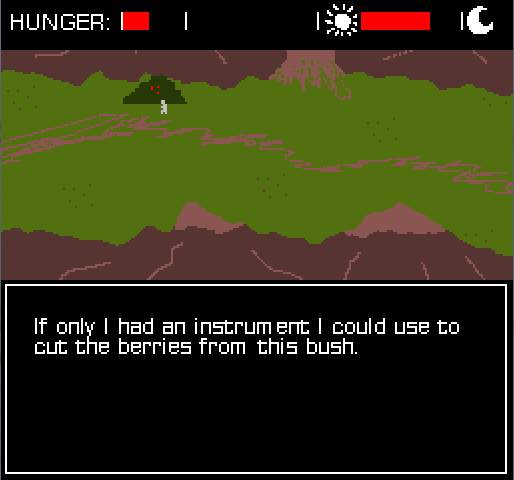 HUNGER:
If only I had an instrument I could use to
cut the berries from this bush.